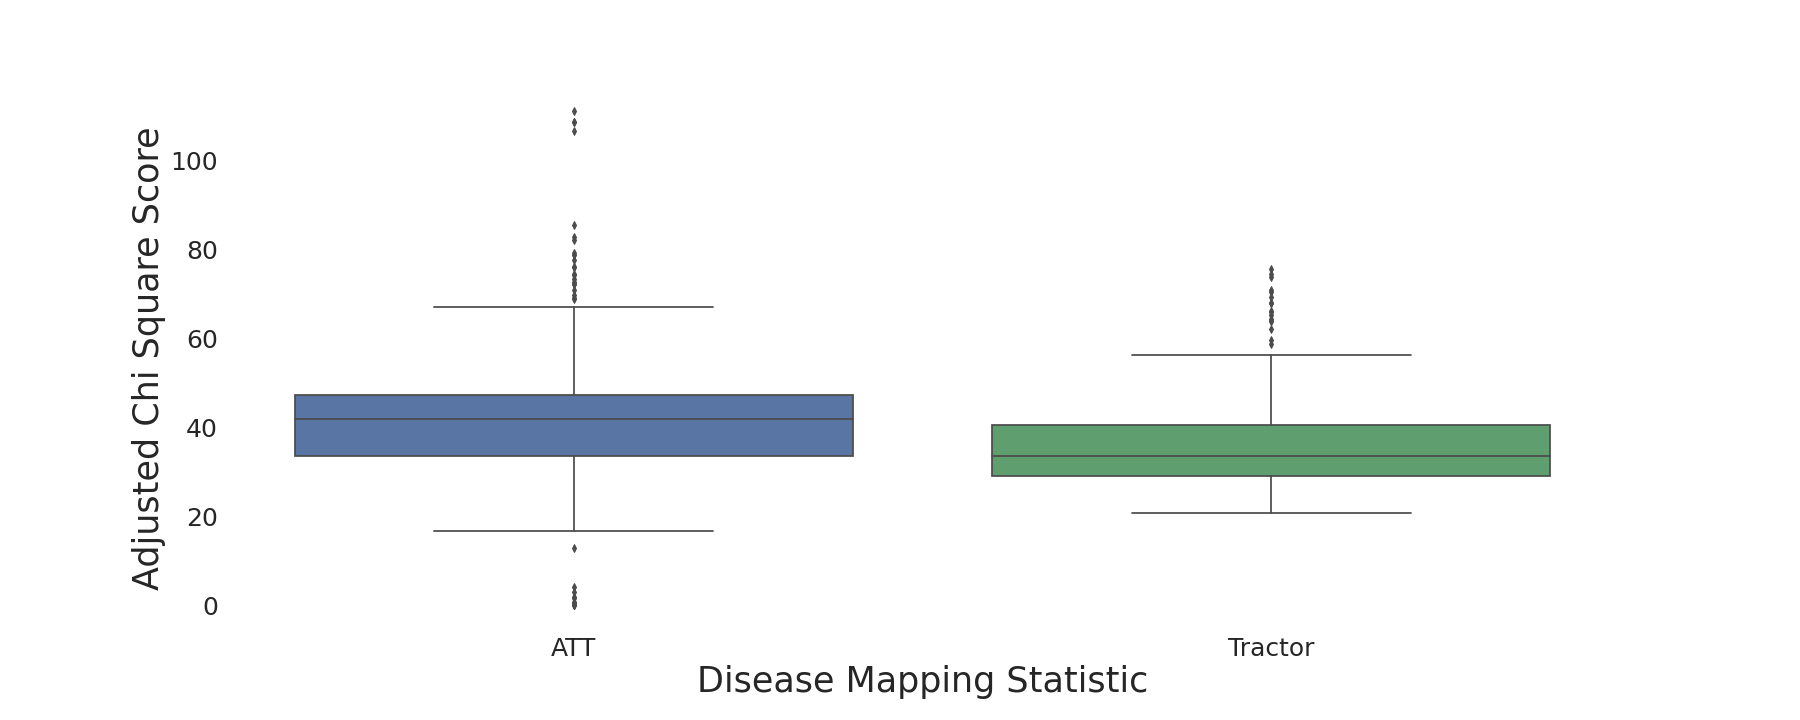 Adjusted Chi Square Score
100
80
60
40
20
0
ATT
Tractor
Disease Mapping Statistic